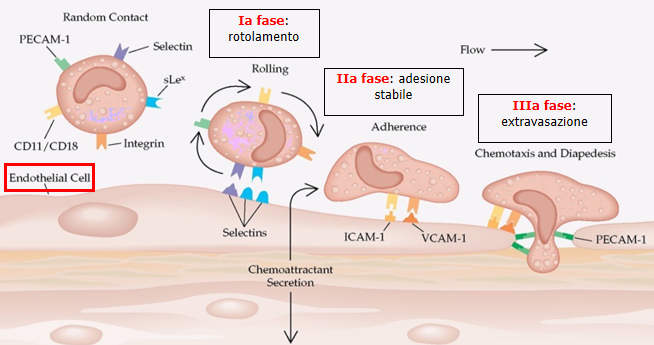 Random Contact
PECAM-1
Selectin
sLeˣ
CD11/CD18
Integrin
Endothelial Cell
Ia fase:
rotolamento
Rolling
Selectins
Chemoattractant
Secretion
Flow
IIa fase: adesione
stabile
Adherence
ICAM-1
VCAM-1
IIIa fase:
extravasazione
Chemotaxis and Diapedesis
PECAM-1